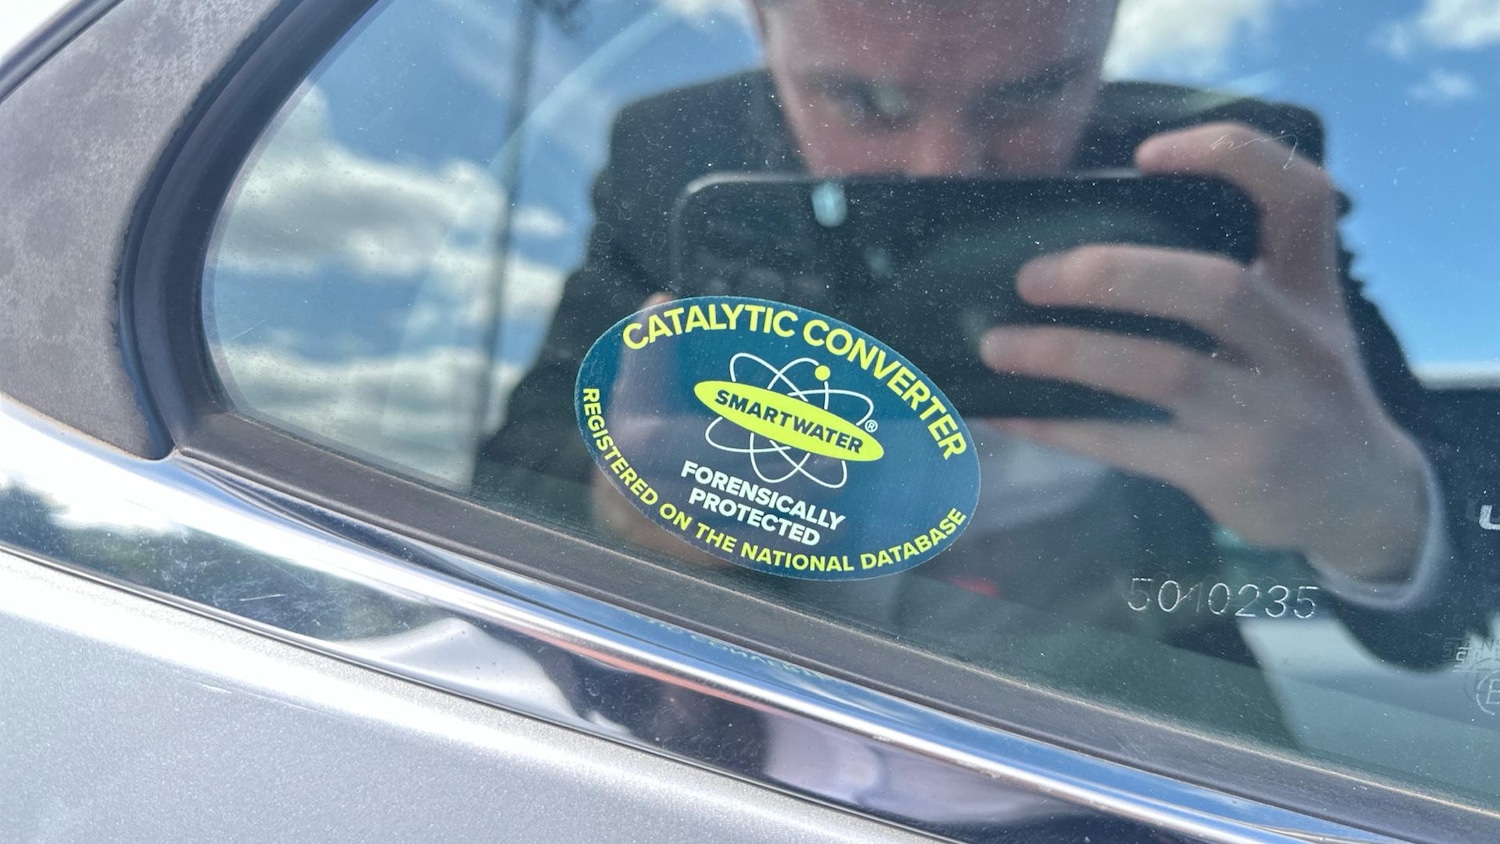 CATALYTIC CONVERTER
SMARTWATER®
FORENSICALLY
PROTECTED
REGISTERED ON THE NATIONAL DATABASE
5010235